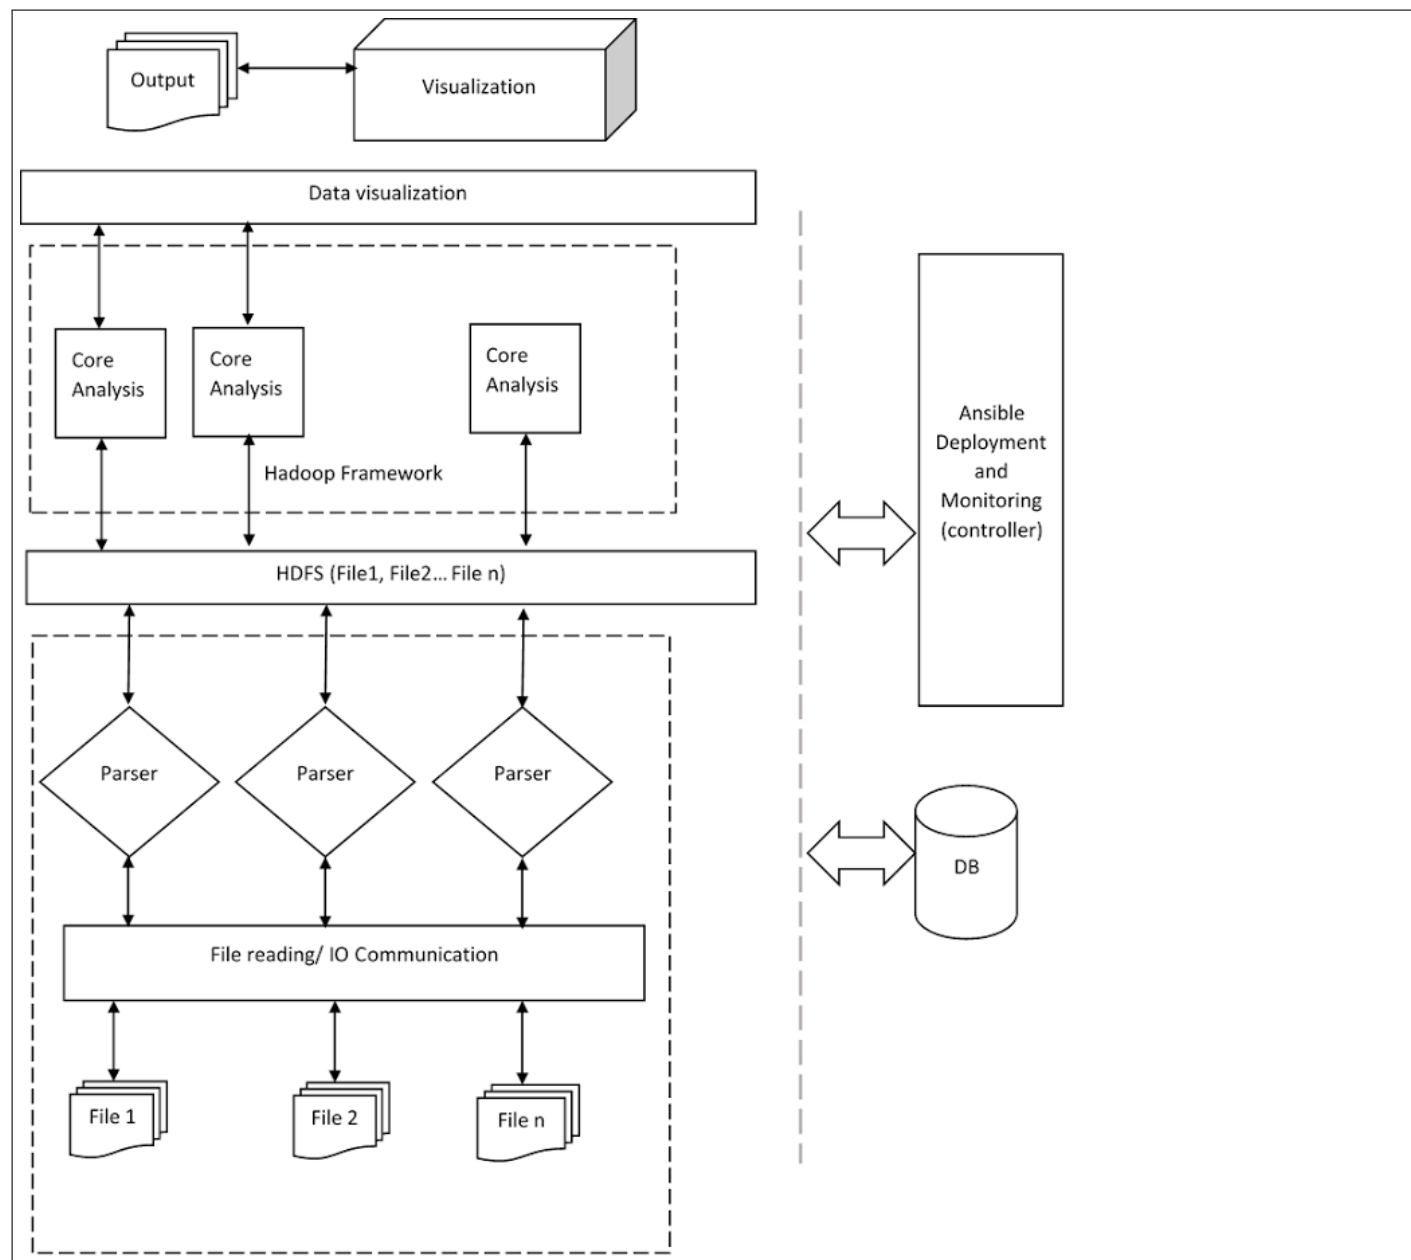 Output
Visualization
Data visualization
Core
Analysis
Core
Analysis
Core
Analysis
Hadoop Framework
HDFS (File1, File2... File n)
Parser
Parser
Parser
File reading/ IO Communication
File 1
File 2
File n
Ansible
Deployment
and
Monitoring
(controller)
DB